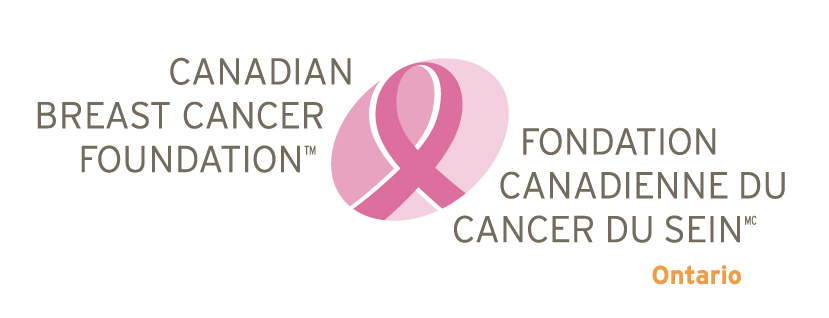 CANADIAN
BREAST CANCER
FOUNDATION™
FONDATION
CANADIENNE DU
CANCER DU SEIN MC
Ontario